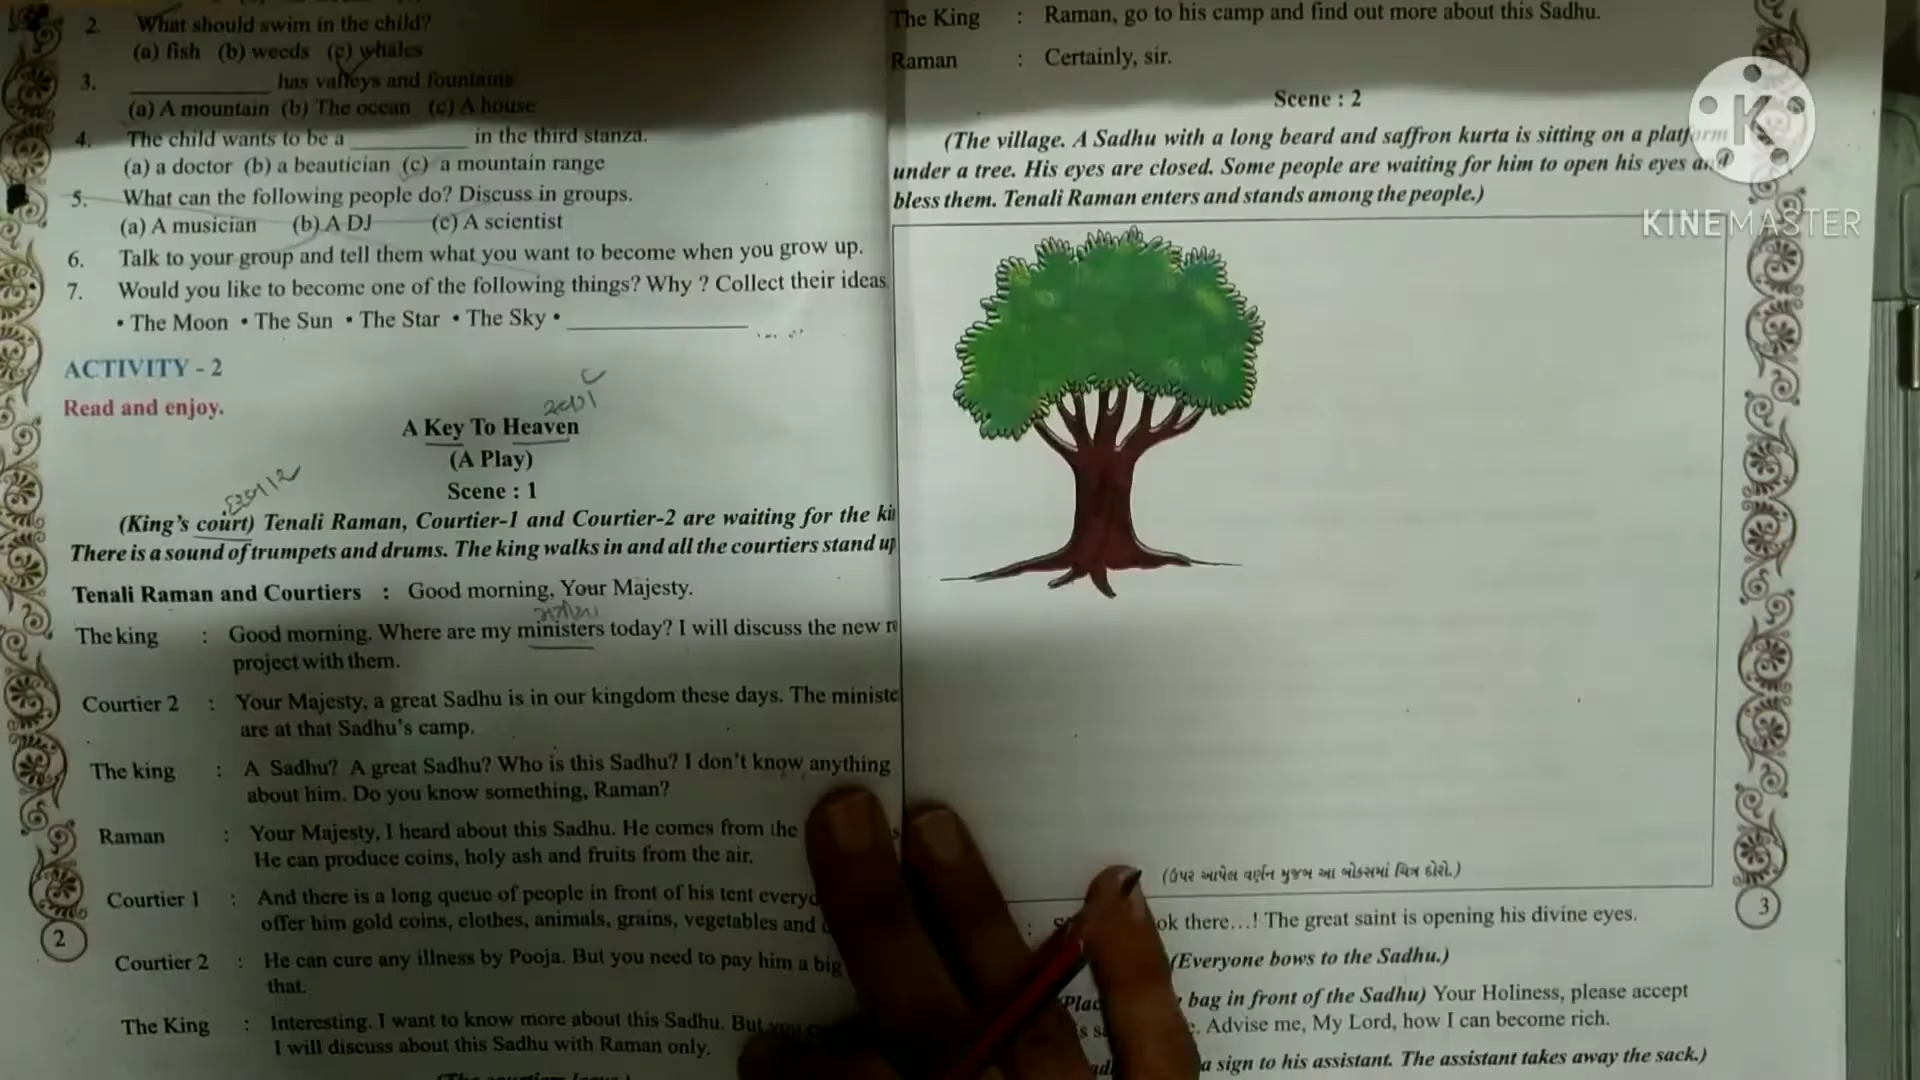 2. What should swim in the child?
(a) fish (b) weeds (c) whales
3. __________ has valleys and fountains
(a) A mountain (b) The ocean (c) A house
4. The child wants to be a __________ in the third stanza.
(a) a doctor (b) a beautician (c) a mountain range
5. What can the following people do? Discuss in groups.
(a) A musician (b) A DJ (c) A scientist
6. Talk to your group and tell them what you want to become when you grow up.
7. Would you like to become one of the following things? Why ? Collect their ideas
• The Moon • The Sun • The Star • The Sky • __________
ACTIVITY - 2
Read and enjoy.
સ્વર્ગ
A Key To Heaven
(A Play)
Scene : 1
દરબાર
(King's court) Tenali Raman, Courtier-1 and Courtier-2 are waiting for the
There is a sound of trumpets and drums. The king walks in and all the courtiers stand up
Tenali Raman and Courtiers : Good morning, Your Majesty.
The king : Good morning. Where are my ministers today? I will discuss the new
project with them.
Courtier 2 : Your Majesty, a great Sadhu is in our kingdom these days. The
are at that Sadhu's camp.
The king : A Sadhu? A great Sadhu? Who is this Sadhu? I don't know anything
about him. Do you know something, Raman?
Raman : Your Majesty, I heard about this Sadhu. He comes from the
He can produce coins, holy ash and fruits from the air.
Courtier 1 : And there is a long queue of people in front of his tent
offer him gold coins, clothes, animals, grains, vegetables and
Courtier 2 : He can cure any illness by Pooja. But you need to pay him a big
that.
The King : Interesting. I want to know more about this Sadhu. But you
I will discuss about this Sadhu with Raman only.
2
The King : Raman, go to his camp and find out more about this Sadhu.
Raman : Certainly, sir.
Scene : 2
(The village. A Sadhu with a long beard and saffron kurta is sitting on a platform
under a tree. His eyes are closed. Some people are waiting for him to open his eyes and
bless them. Tenali Raman enters and stands among the people.)
(ઉપર આપેલ વર્ણન મુજબ આ બોક્સમાં ચિત્ર દોરો.)
: ok there...! The great saint is opening his divine eyes.
(Everyone bows to the Sadhu.)
bag in front of the Sadhu) Your Holiness, please accept
Advise me, My Lord, how I can become rich.
a sign to his assistant. The assistant takes away the sack.)
3
K
KINEMASTER